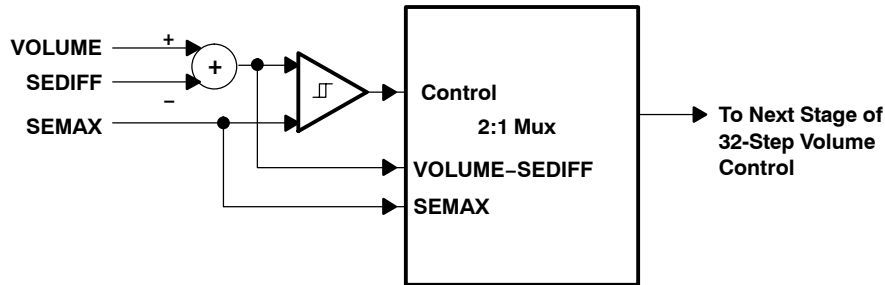 VOLUME
+
SEDIFF
+
−
SEMAX
Control
2:1 Mux
VOLUME−SEDIFF
SEMAX
To Next Stage of
32-Step Volume
Control